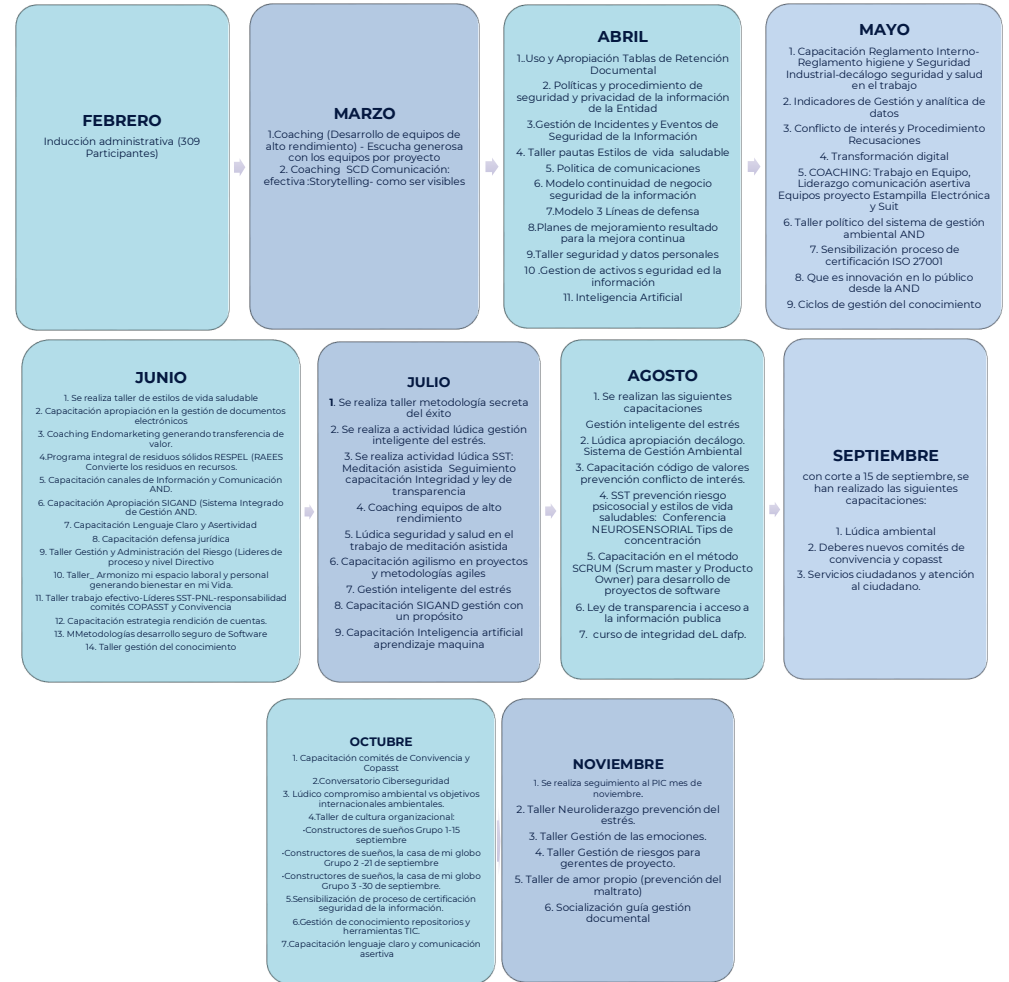 FEBRERO
Inducción administrativa (309
Participantes)
MARZO
1.Coaching (Desarrollo de equipos de
alto rendimiento) - Escucha generosa
con los equipos por proyecto
2. Coaching SCD Comunicación:
efectiva :Storytelling- como ser visibles
ABRIL
1..Uso y Apropiación Tablas de Retención
Documental
2. Políticas y procedimiento de
seguridad y privacidad de la información
de la Entidad
3.Gestión de Incidentes y Eventos de
Seguridad de la Información
4. Taller pautas Estilos de vida saludable
5. Politica de comunicaciones
6. Modelo continuidad de negocio
seguridad de la información
7.Modelo 3 Líneas de defensa
8.Planes de mejoramiento resultado
para la mejora continua
9.Taller seguridad y datos personales
10 .Gestion de activos s eguridad ed la
información
11. Inteligencia Artificial
MAYO
1. Capacitación Reglamento Interno-
Reglamento higiene y Seguridad
Industrial-decálogo seguridad y salud
en el trabajo
2. Indicadores de Gestión y analítica de
datos
3. Conflicto de interés y Procedimiento
Recusaciones
4. Transformación digital
5. COACHING: Trabajo en Equipo,
Liderazgo comunicación asertiva
Equipos proyecto Estampilla Electrónica
y Suit
6. Taller político del sistema de gestión
ambiental AND
7. Sensibilización proceso de
certificación ISO 27001
8. Que es innovación en lo público
desde la AND
9. Ciclos de gestión del conocimiento
JUNIO
1. Se realiza taller de estilos de vida saludable
2. Capacitación apropiación en la gestión de documentos
electrónicos
3. Coaching Endomarketing generando transferencia de
valor.
4.Programa integral de residuos sólidos RESPEL (RAEES
Convierte los residuos en recursos.
5. Capacitación canales de Información y Comunicación
AND.
6. Capacitación Apropiación SIGAND (Sistema Integrado
de Gestión AND.
7. Capacitación Lenguaje Claro y Asertividad
8. Capacitación defensa jurídica
9. Taller Gestión y Administración del Riesgo (Lideres de
proceso y nivel Directivo
10. Taller_ Armonizo mi espacio laboral y personal
generando bienestar en mi Vida.
11. Taller trabajo efectivo-Lideres SST-PNL-responsabilidad
comités COPASST y Convivencia
12. Capacitación estrategia rendición de cuentas.
13. MMetodologías desarrollo seguro de Software
14. Taller gestión del conocimiento
JULIO
1. Se realiza taller metodología secreta
del éxito
2. Se realiza a actividad lúdica gestión
inteligente del estrés.
3. Se realiza actividad lúdica SST:
Meditación asistida Seguimiento
capacitación Integridad y ley de
transparencia
4. Coaching equipos de alto
rendimiento
5. Lúdica seguridad y salud en el
trabajo de meditación asistida
6. Capacitación agilismo en proyectos
y metodologías agiles
7. Gestión inteligente del estrés
8. Capacitación SIGAND gestión con
un propósito
9. Capacitación Inteligencia artificial
aprendizaje maquina
AGOSTO
1. Se realizan las siguientes
capacitaciones
Gestión inteligente del estrés
2. Lúdica apropiación decálogo.
Sistema de Gestión Ambiental
3. Capacitación código de valores
prevención conflicto de interés.
4. SST prevención riesgo
psicosocial y estilos de vida
saludables: Conferencia
NEUROSENSORIAL Tips de
concentración
5. Capacitación en el método
SCRUM (Scrum master y Producto
Owner) para desarrollo de
proyectos de software
6. Ley de transparencia i acceso a
la información publica
7. curso de integridad deL dafp.
SEPTIEMBRE
con corte a 15 de septiembre, se
han realizado las siguientes
capacitaciones:
1. Lúdica ambiental
2. Deberes nuevos comités de
convivencia y copasst
3. Servicios ciudadanos y atención
al ciudadano.
OCTUBRE
1. Capacitación comités de Convivencia y
Copasst
2.Conversatorio Ciberseguridad
3. Lúdico compromiso ambiental vs objetivos
internacionales ambientales.
4.Taller de cultura organizacional:
-Constructores de sueños Grupo 1-15
septiembre
-Constructores de sueños, la casa de mi globo
Grupo 2 -21 de septiembre
-Constructores de sueños, la casa de mi globo
Grupo 3 -30 de septiembre.
5.Sensibilización de proceso de certificación
seguridad de la información.
6.Gestión de conocimiento repositorios y
herramientas TIC.
7.Capacitación lenguaje claro y comunicación
asertiva
NOVIEMBRE
1. Se realiza seguimiento al PIC mes de
noviembre.
2. Taller Neuroliderazgo prevención del
estrés.
3. Taller Gestión de las emociones.
4. Taller Gestión de riesgos para
gerentes de proyecto.
5. Taller de amor propio (prevención del
maltrato)
6. Socialización guía gestión
documental